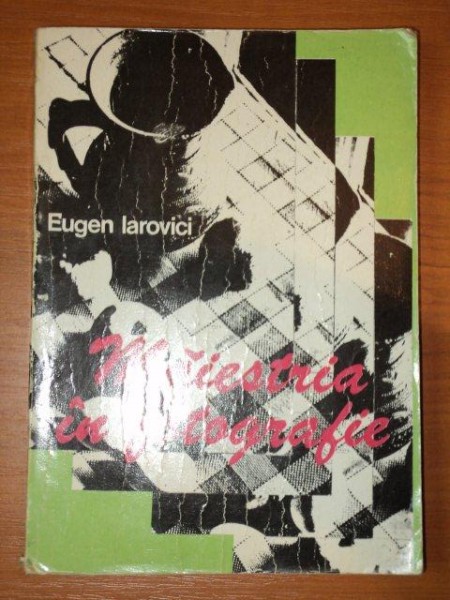 Eugen Iarovici
Măiestria
în fotografie